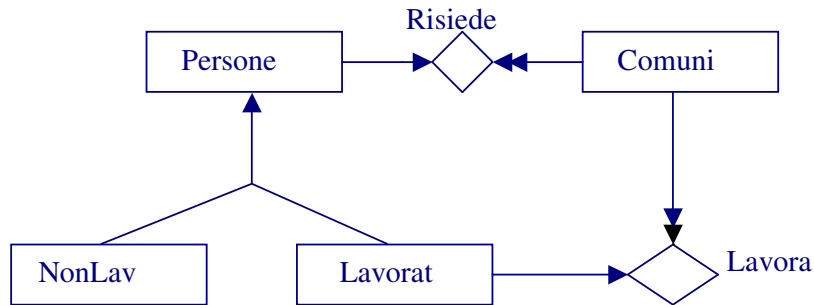 Risiede
Persone
Comuni
NonLav
Lavorat
Lavora